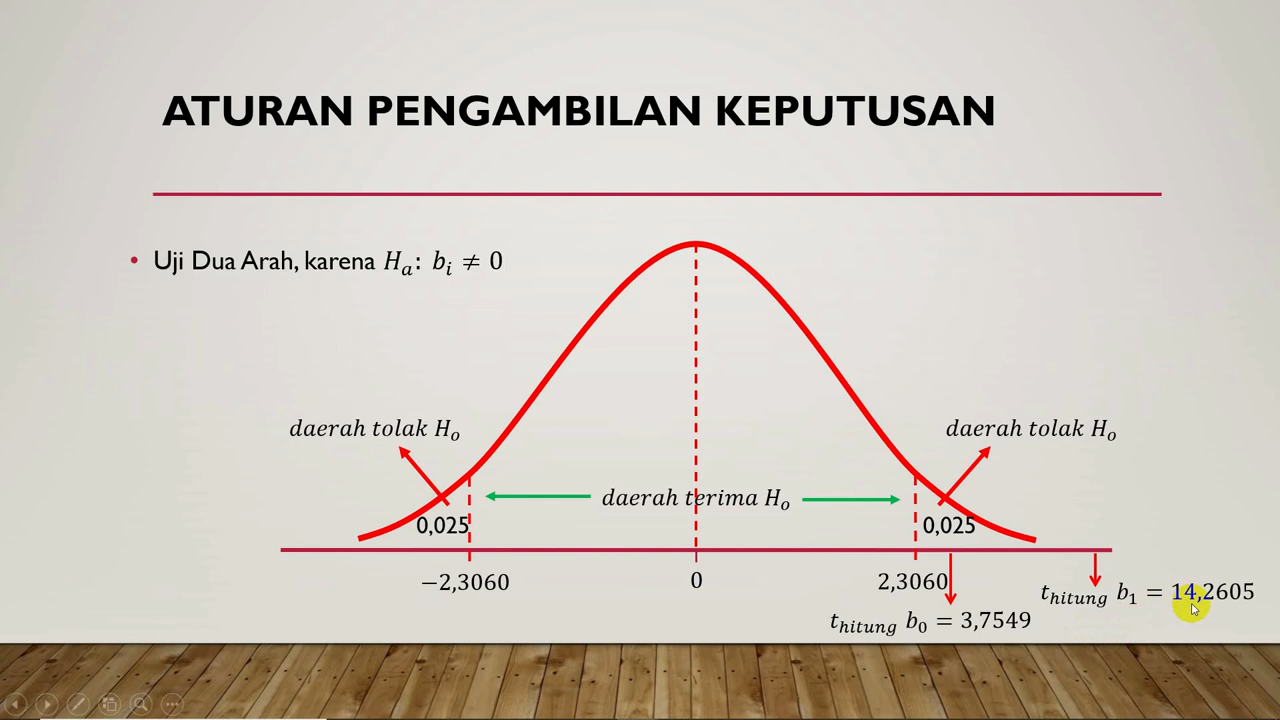 ATURAN PENGAMBILAN KEPUTUSAN
• Uji Dua Arah, karena Hₐ: bᵢ ≠ 0
daerah tolak Hₒ
daerah tolak Hₒ
daerah terima Hₒ
0,025
0,025
−2,3060
0
2,3060
t_hitung b₁ = 14,2605
t_hitung b₀ = 3,7549